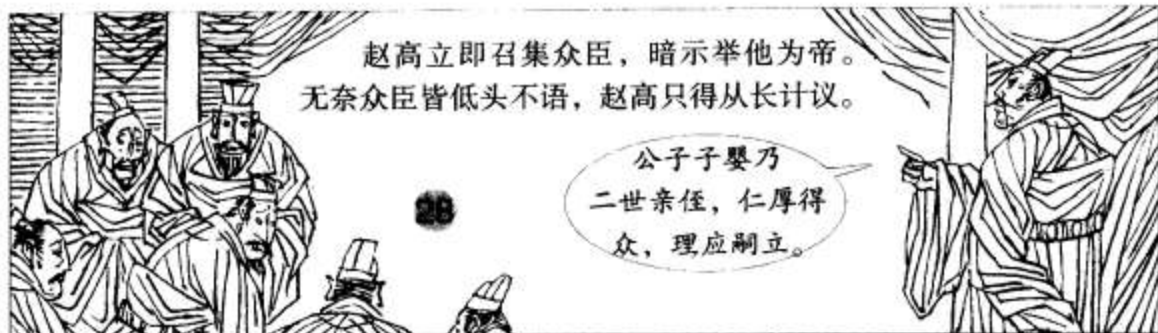 赵高立即召集众臣，暗示举他为帝。
无奈众臣皆低头不语，赵高只得从长计议。
公子子婴乃
二世亲侄，仁厚得
众，理应嗣立。
28